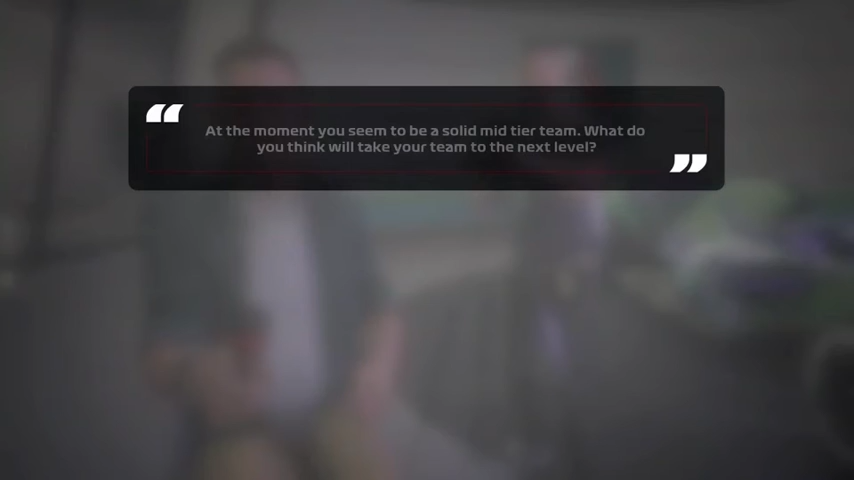 At the moment you seem to be a solid mid tier team. What do
you think will take your team to the next level?